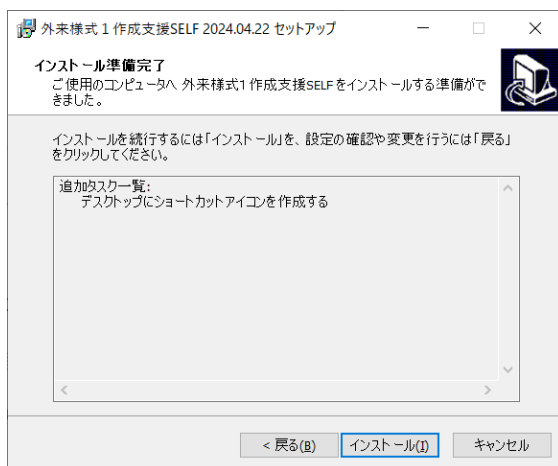 外来様式1作成支援SELF 2024.04.22 セットアップ
インストール準備完了
ご使用のコンピュータへ 外来様式1作成支援SELFをインストールする準備がで
きました。
インストールを続行するには「インストール」を、設定の確認や変更を行うには「戻る」
をクリックしてください。
追加タスク一覧:
デスクトップにショートカットアイコンを作成する
< 戻る(B)
インストール(I)
キャンセル